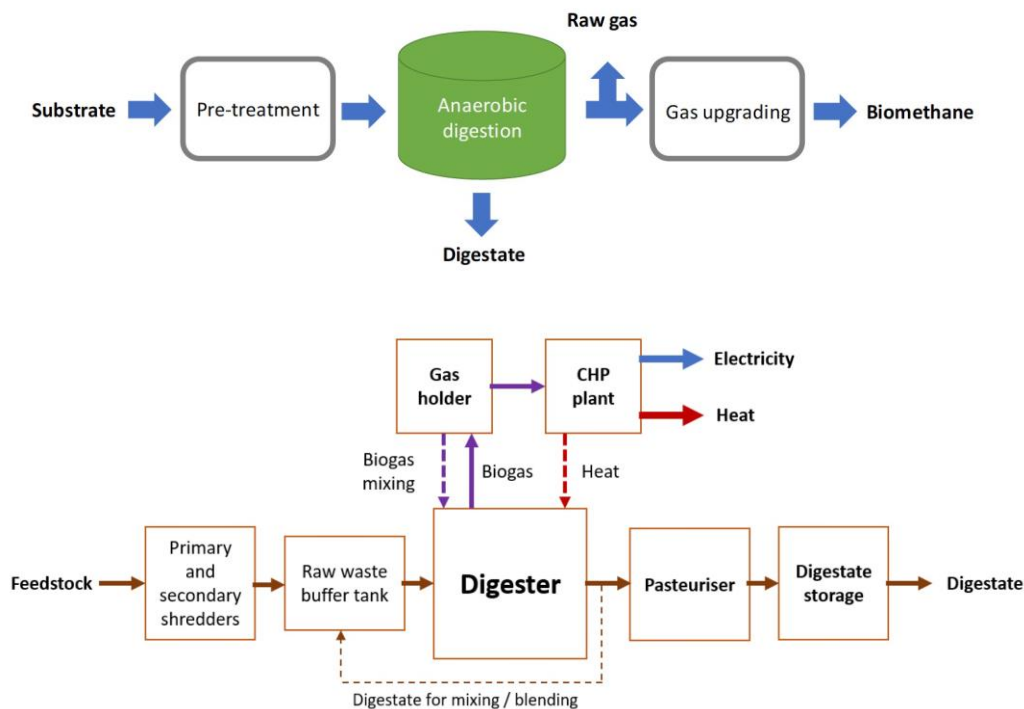 Raw gas
Substrate
Pre-treatment
Anaerobic
digestion
Gas upgrading
Biomethane
Digestate
Gas
holder
CHP
plant
Electricity
Heat
Biogas
mixing
Biogas
Heat
Feedstock
Primary
and
secondary
shredders
Raw waste
buffer tank
Digester
Pasteuriser
Digestate
storage
Digestate
Digestate for mixing / blending